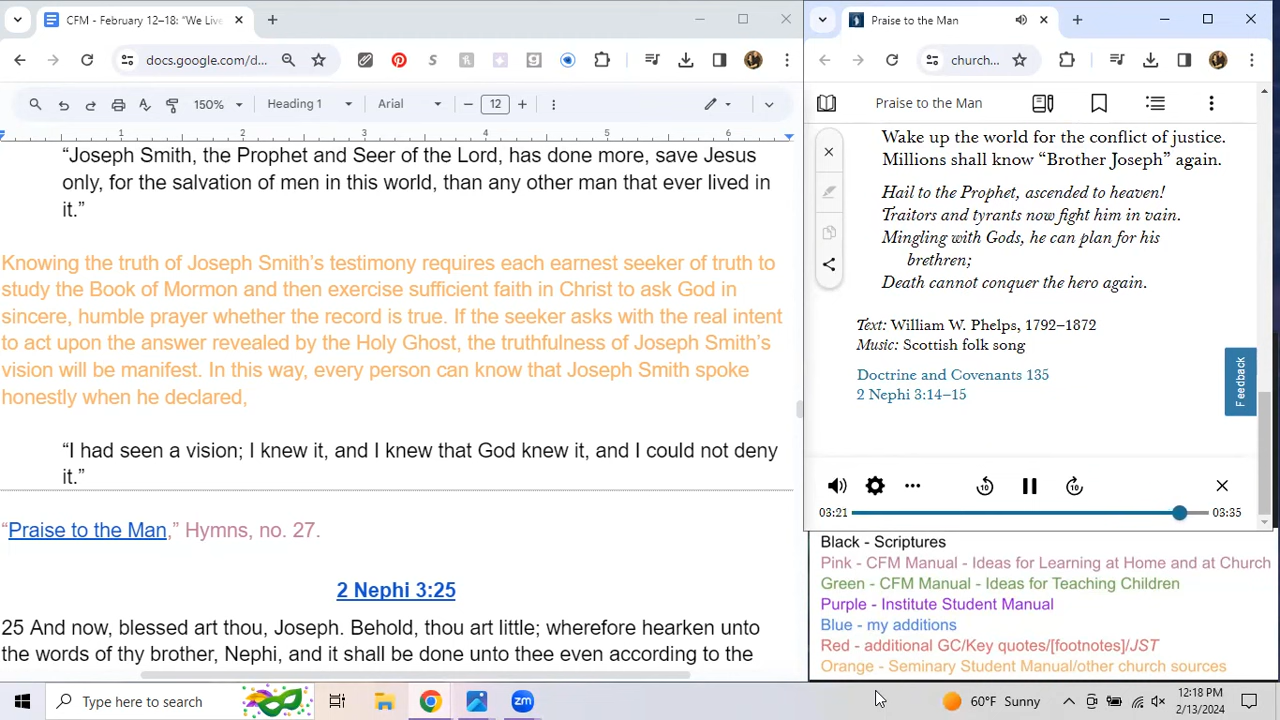 CFM - February 12–18: “We Live
docs.google.com/d...
150%
Heading 1
Arial
12
1 2 3 4 5 6
“Joseph Smith, the Prophet and Seer of the Lord, has done more, save Jesus
only, for the salvation of men in this world, than any other man that ever lived in
it.”
Knowing the truth of Joseph Smith’s testimony requires each earnest seeker of truth to
study the Book of Mormon and then exercise sufficient faith in Christ to ask God in
sincere, humble prayer whether the record is true. If the seeker asks with the real intent
to act upon the answer revealed by the Holy Ghost, the truthfulness of Joseph Smith’s
vision will be manifest. In this way, every person can know that Joseph Smith spoke
honestly when he declared,
“I had seen a vision; I knew it, and I knew that God knew it, and I could not deny
it.”
“Praise to the Man,” Hymns, no. 27.
2 Nephi 3:25
25 And now, blessed art thou, Joseph. Behold, thou art little; wherefore hearken unto
the words of thy brother, Nephi, and it shall be done unto thee even according to the
Praise to the Man
church...
Praise to the Man
Wake up the world for the conflict of justice.
Millions shall know “Brother Joseph” again.
Hail to the Prophet, ascended to heaven!
Traitors and tyrants now fight him in vain.
Mingling with Gods, he can plan for his
brethren;
Death cannot conquer the hero again.
Text: William W. Phelps, 1792–1872
Music: Scottish folk song
Doctrine and Covenants 135
2 Nephi 3:14–15
Feedback
10
10
03:21
03:35
Black - Scriptures
Pink - CFM Manual - Ideas for Learning at Home and at Church
Green - CFM Manual - Ideas for Teaching Children
Purple - Institute Student Manual
Blue - my additions
Red - additional GC/Key quotes/[footnotes]/JST
Orange - Seminary Student Manual/other church sources
Type here to search
zm
60°F Sunny
12:18 PM
2/13/2024